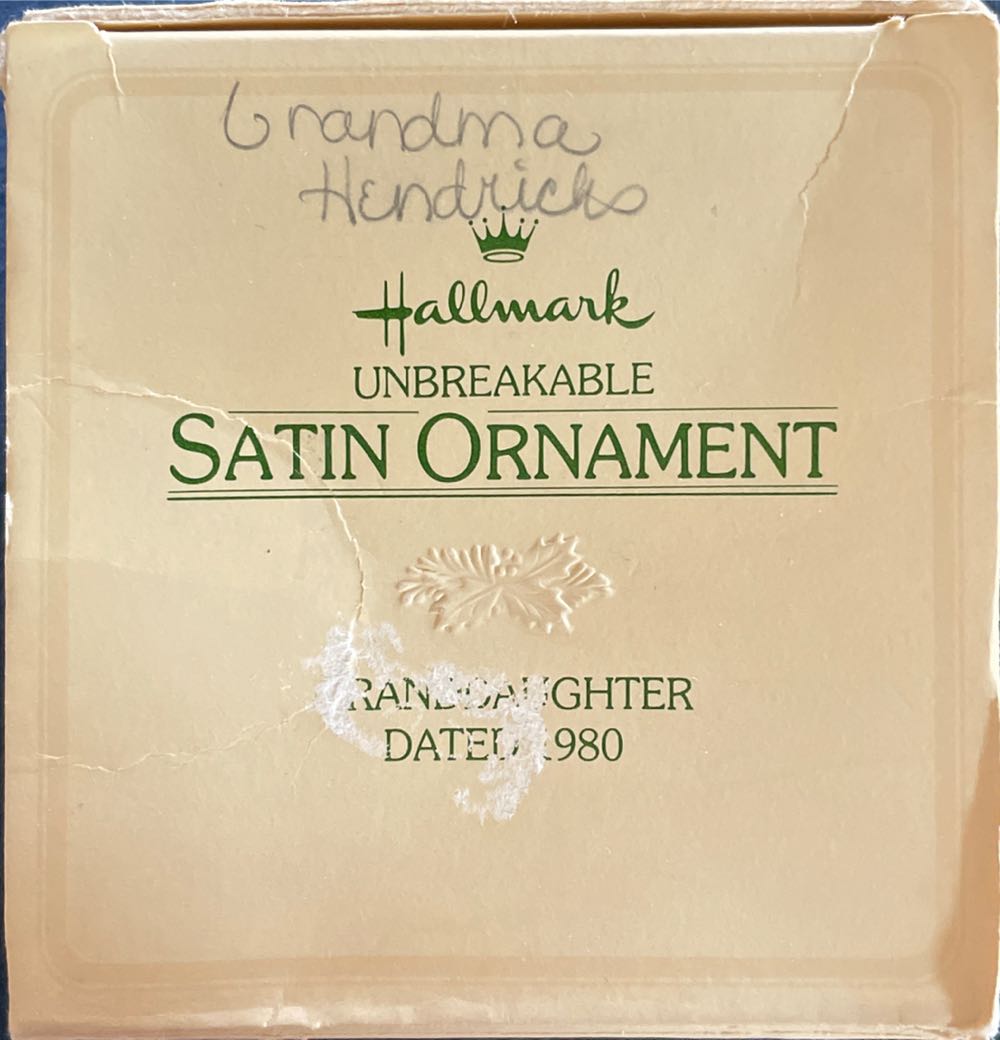 Grandma
Hendricks
Hallmark
UNBREAKABLE
SATIN ORNAMENT
GRANDDAUGHTER
DATED 1980